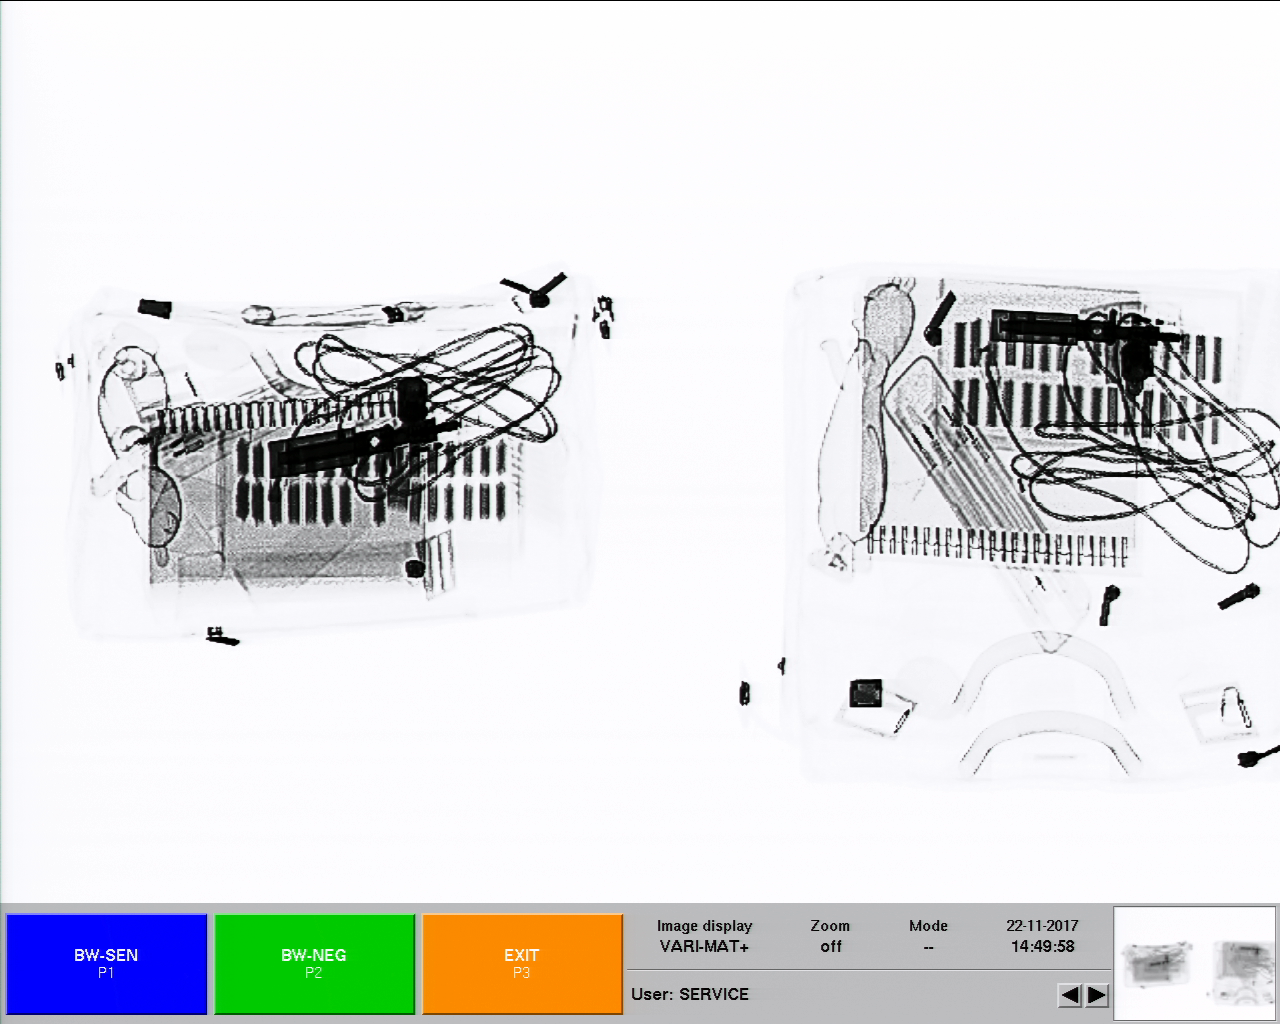 BW-SEN
P1
BW-NEG
P2
EXIT
P3
Image display
VARI-MAT+
Zoom
off
Mode
--
22-11-2017
14:49:58
User: SERVICE